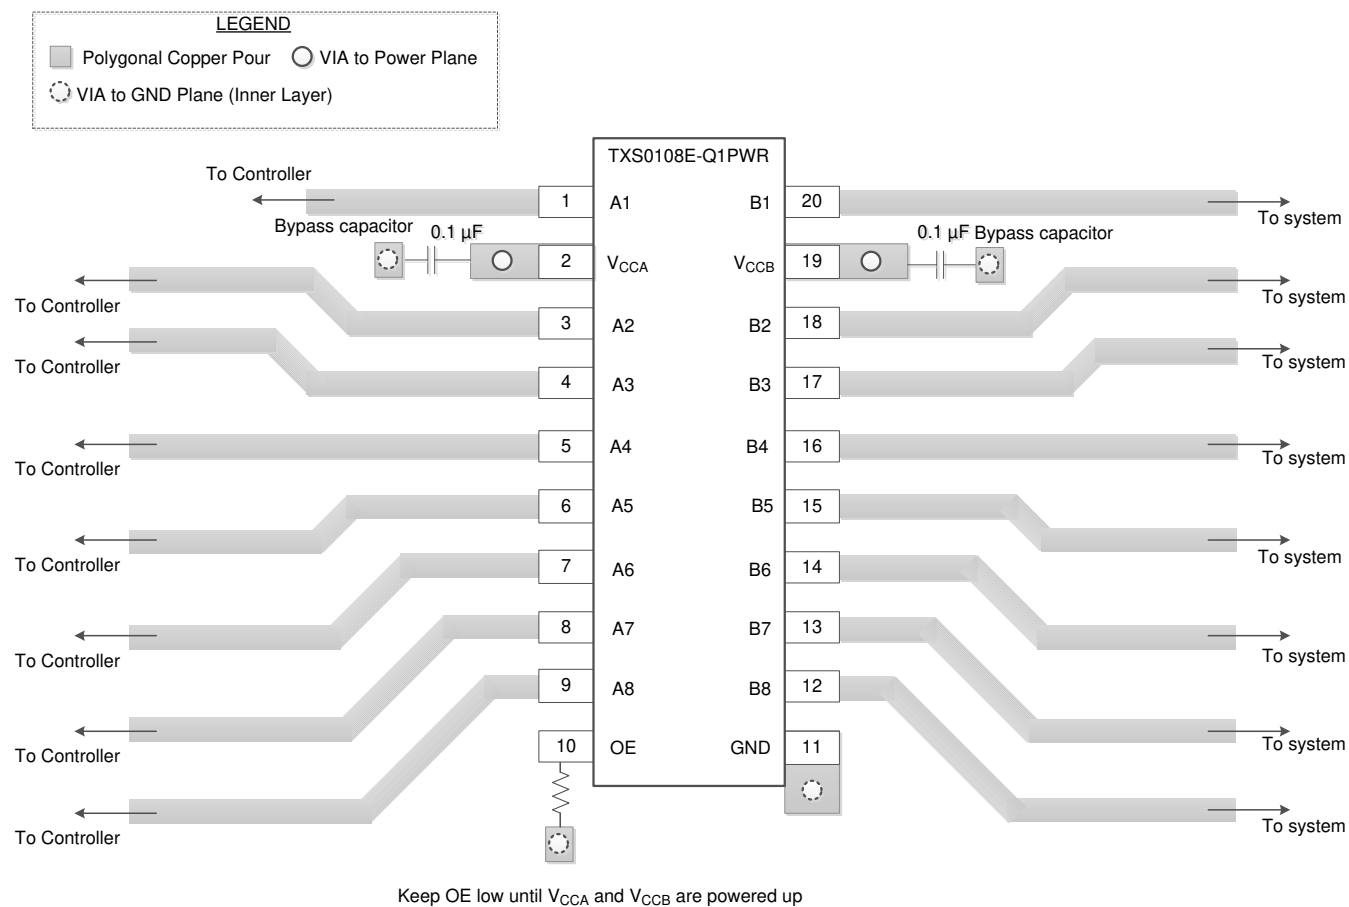 LEGEND
Polygonal Copper Pour
VIA to Power Plane
VIA to GND Plane (Inner Layer)
TXS0108E-Q1PWR
To Controller
1 A1 B1 20
To system
Bypass capacitor
0.1 µF
0.1 µF Bypass capacitor
2 VCCA VCCB 19
To Controller
To system
3 A2 B2 18
To Controller
To system
4 A3 B3 17
To Controller
To system
5 A4 B4 16
6 A5 B5 15
To Controller
To system
7 A6 B6 14
8 A7 B7 13
To Controller
To system
9 A8 B8 12
10 OE GND 11
To Controller
To system
To Controller
To system
Keep OE low until VCCA and VCCB are powered up